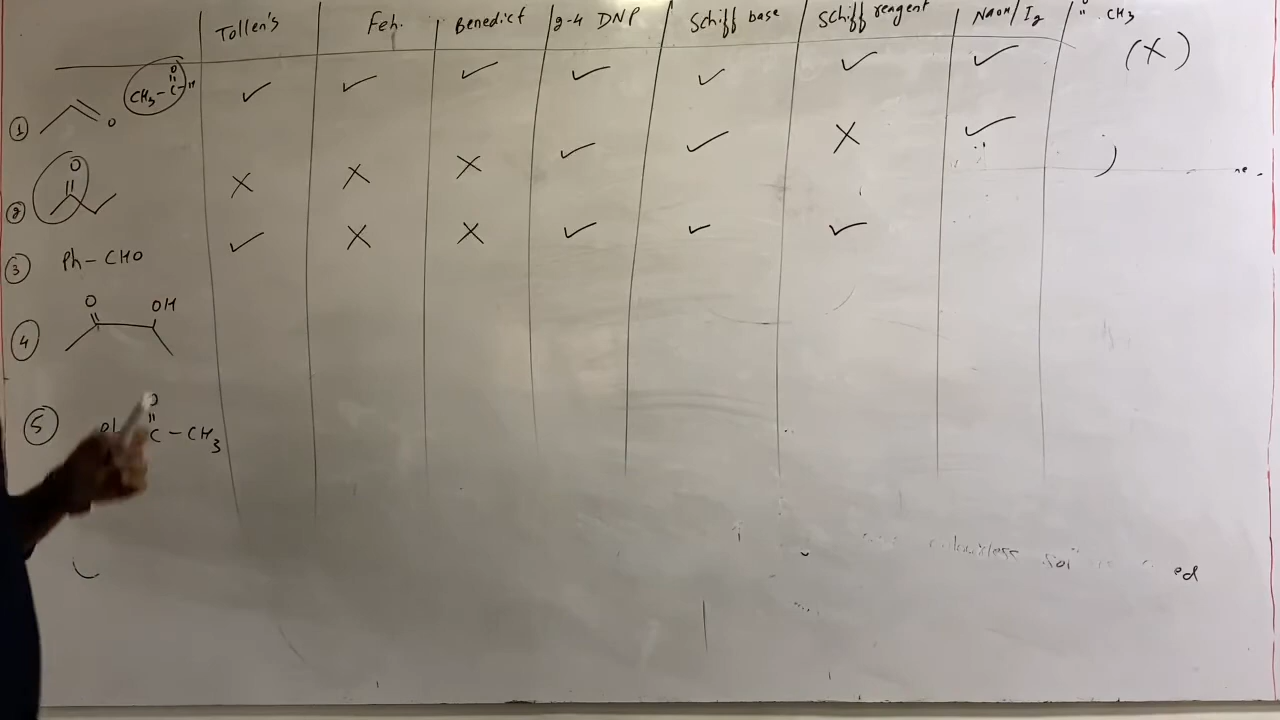 Tollen's Feh. Benedict 2-4 DNP Schiff base Schiff reagent NaOH/I2 CH3
O
CH3-C-H ✓ ✓ ✓ ✓ ✓ ✓ ✓ (X)
① O
O
② X X X ✓ ✓ X ✓ )
③ Ph-CHO ✓ X X ✓ ✓ ✓
④ O OH
⑤ O
C-CH3